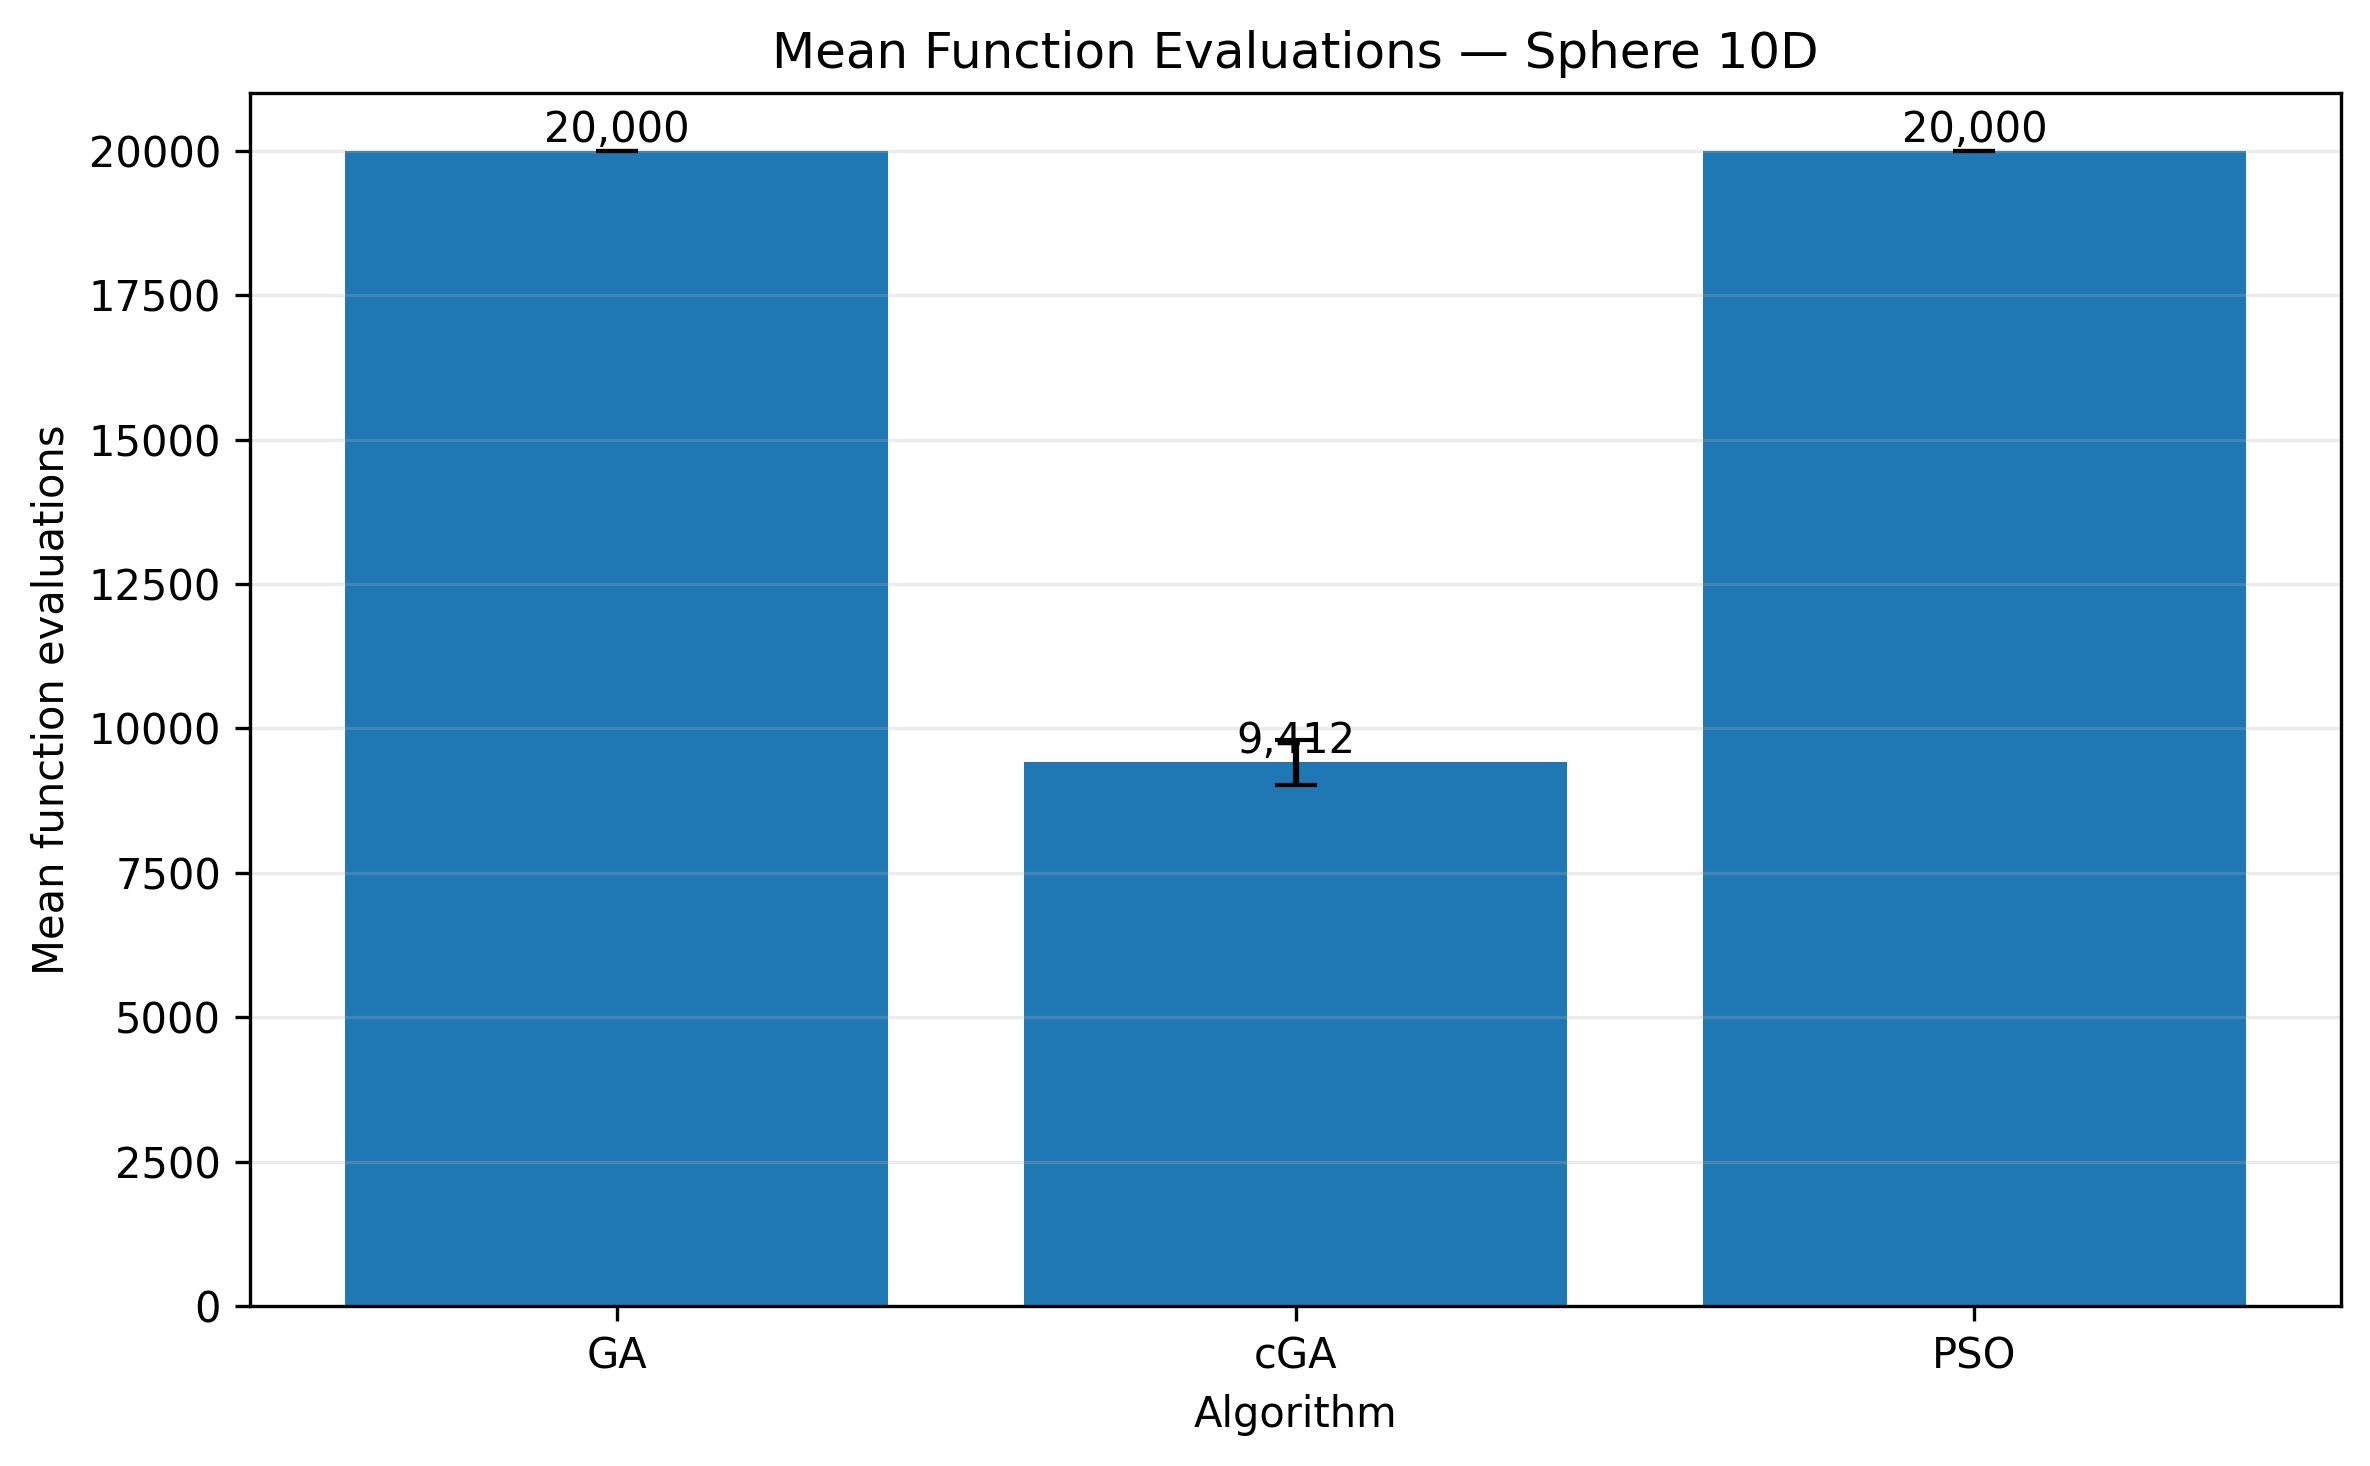 Mean Function Evaluations — Sphere 10D
20,000
20,000
9,412
20000
17500
15000
12500
10000
7500
5000
2500
0
Mean function evaluations
GA
cGA
PSO
Algorithm